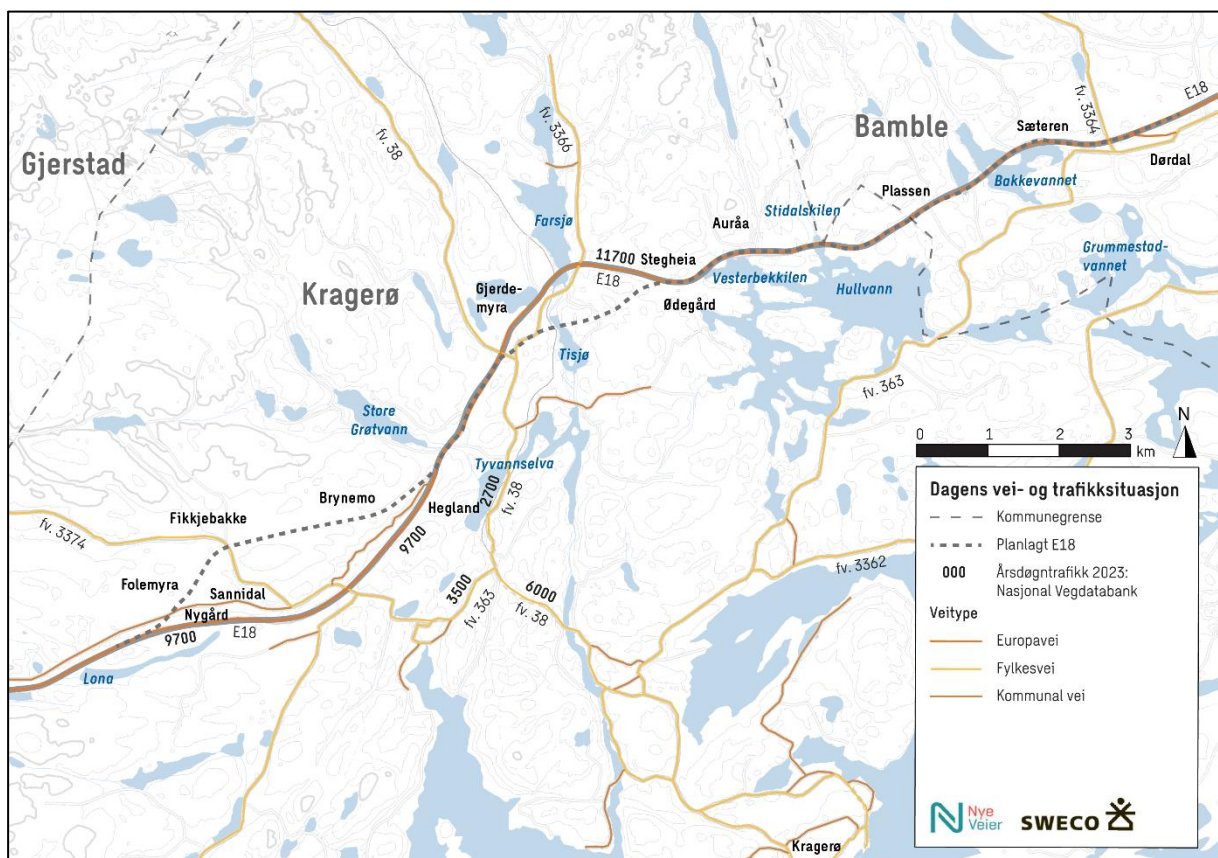 Gjerstad
Kragerø
Bamble
fv. 38
fv. 3366
fv. 3364
E18
Sæteren
Dørdal
Bakkevannet
Plassen
Stidalskilen
Auråa
Farsjø
11700 Stegheia
E18
Vesterbekkilen
Hullvann
Grummestad-
vannet
Gjerde-
myra
Ødegård
Tisjø
fv. 363
Store
Grøtvann
Tyvannselva
2700
fv. 38
Brynemo
Hegland
9700
Fikkjebakke
fv. 3374
Folemyra
Sannidal
Nygård
9700
E18
Lona
3500
fv. 363
6000
fv. 38
fv. 3362
Kragerø
0 1 2 3
km
N
Dagens vei- og trafikksituasjon
Kommunegrense
Planlagt E18
000 Årsdøgntrafikk 2023:
Nasjonal Vegdatabank
Veitype
Europavei
Fylkesvei
Kommunal vei
Nye
Veier
SWECO